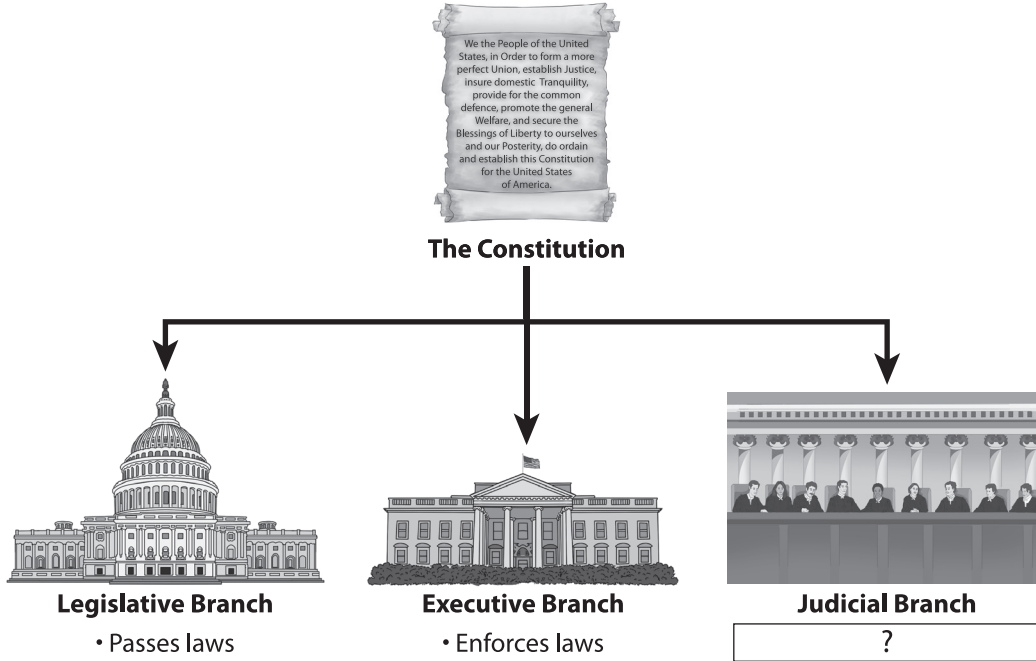 We the People of the United
States, in Order to form a more
perfect Union, establish Justice,
insure domestic Tranquility,
provide for the common
defence, promote the general
Welfare, and secure the
Blessings of Liberty to ourselves
and our Posterity, do ordain
and establish this Constitution
for the United States
of America.
The Constitution
Legislative Branch
• Passes laws
Executive Branch
• Enforces laws
Judicial Branch
?